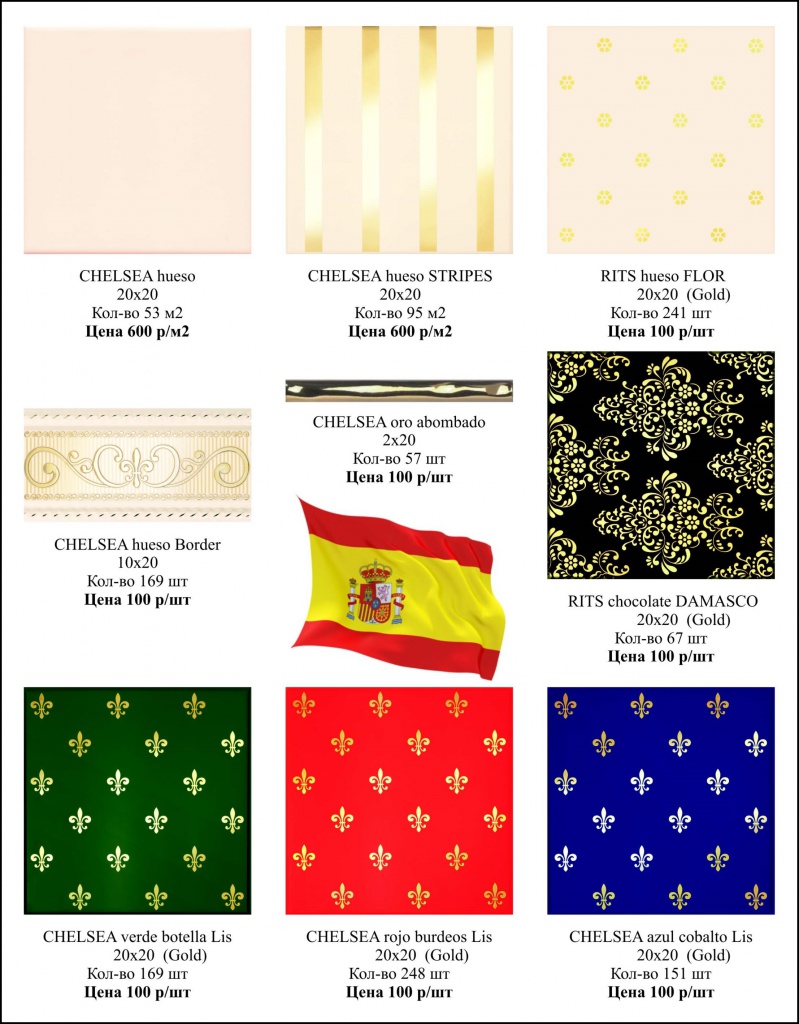 CHELSEA hueso
20x20
Кол-во 53 м2
Цена 600 р/м2
CHELSEA hueso STRIPES
20x20
Кол-во 95 м2
Цена 600 р/м2
RITS hueso FLOR
20x20 (Gold)
Кол-во 241 шт
Цена 100 р/шт
CHELSEA hueso Border
10x20
Кол-во 169 шт
Цена 100 р/шт
CHELSEA oro abombado
2x20
Кол-во 57 шт
Цена 100 р/шт
RITS chocolate DAMASCO
20x20 (Gold)
Кол-во 67 шт
Цена 100 р/шт
CHELSEA verde botella Lis
20x20 (Gold)
Кол-во 169 шт
Цена 100 р/шт
CHELSEA rojo burdeos Lis
20x20 (Gold)
Кол-во 248 шт
Цена 100 р/шт
CHELSEA azul cobalto Lis
20x20 (Gold)
Кол-во 151 шт
Цена 100 р/шт